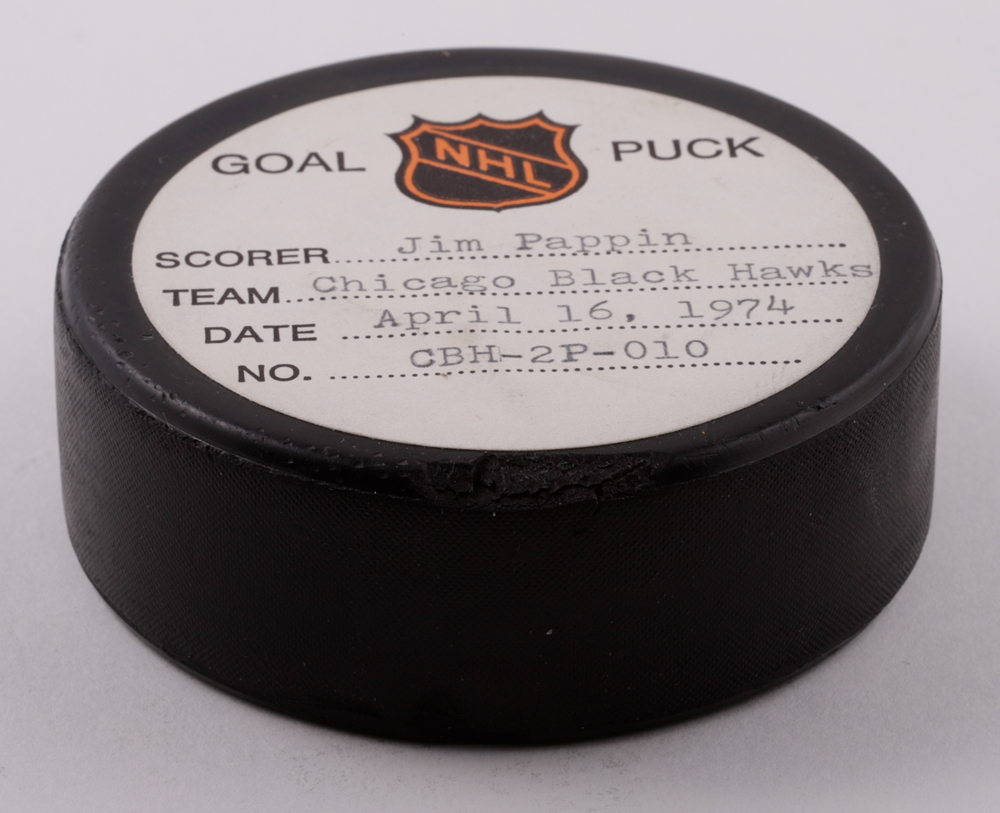 GOAL NHL PUCK
SCORER Jim Pappin
TEAM Chicago Black Hawks
DATE April 16, 1974
NO. CBH-2P-010